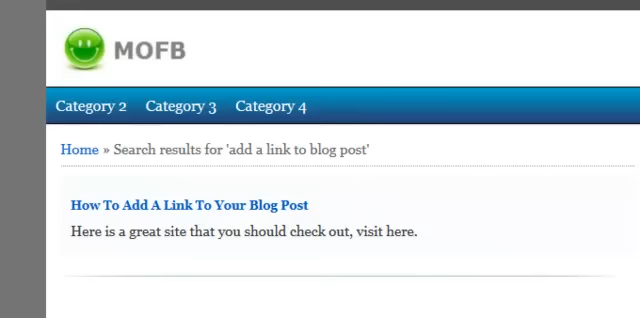 MOFB
Category 2 Category 3 Category 4
Home » Search results for 'add a link to blog post'
How To Add A Link To Your Blog Post
Here is a great site that you should check out, visit here.